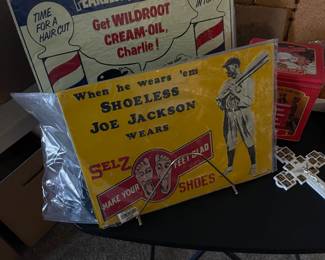 TIME FOR A HAIR CUT
Get WILDROOT
CREAM-OIL,
Charlie!
When he wears 'em
SHOELESS
JOE JACKSON
WEARS
SELZ
MAKE YOUR FEET GLAD
SHOES